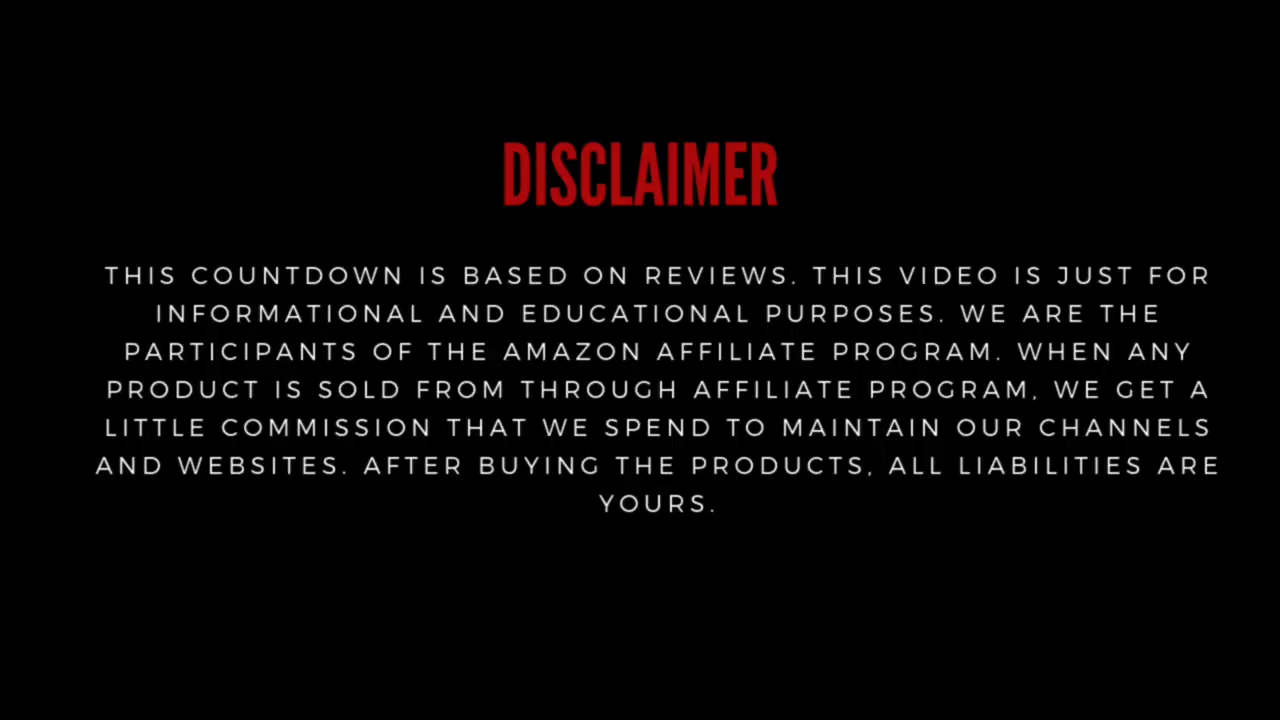 DISCLAIMER
THIS COUNTDOWN IS BASED ON REVIEWS. THIS VIDEO IS JUST FOR
INFORMATIONAL AND EDUCATIONAL PURPOSES. WE ARE THE
PARTICIPANTS OF THE AMAZON AFFILIATE PROGRAM. WHEN ANY
PRODUCT IS SOLD FROM THROUGH AFFILIATE PROGRAM, WE GET A
LITTLE COMMISSION THAT WE SPEND TO MAINTAIN OUR CHANNELS
AND WEBSITES. AFTER BUYING THE PRODUCTS, ALL LIABILITIES ARE
YOURS.